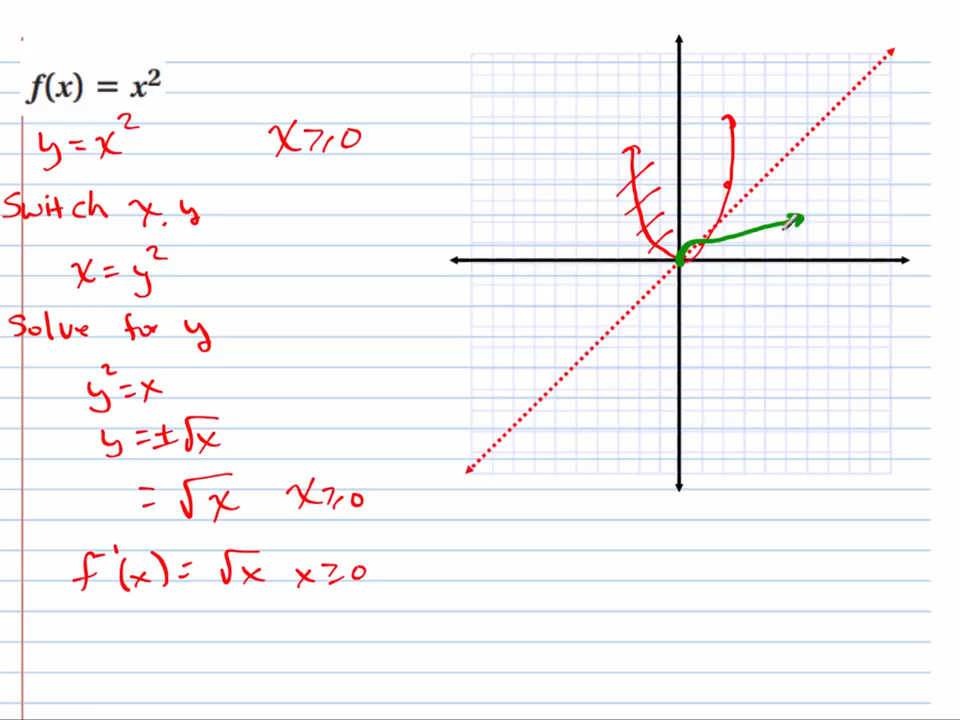 f(x) = x²
y = x² x ≥ 0
Switch x, y
x = y²
Solve for y
y² = x
y = ±√x
= √x x ≥ 0
f⁻¹(x) = √x x ≥ 0